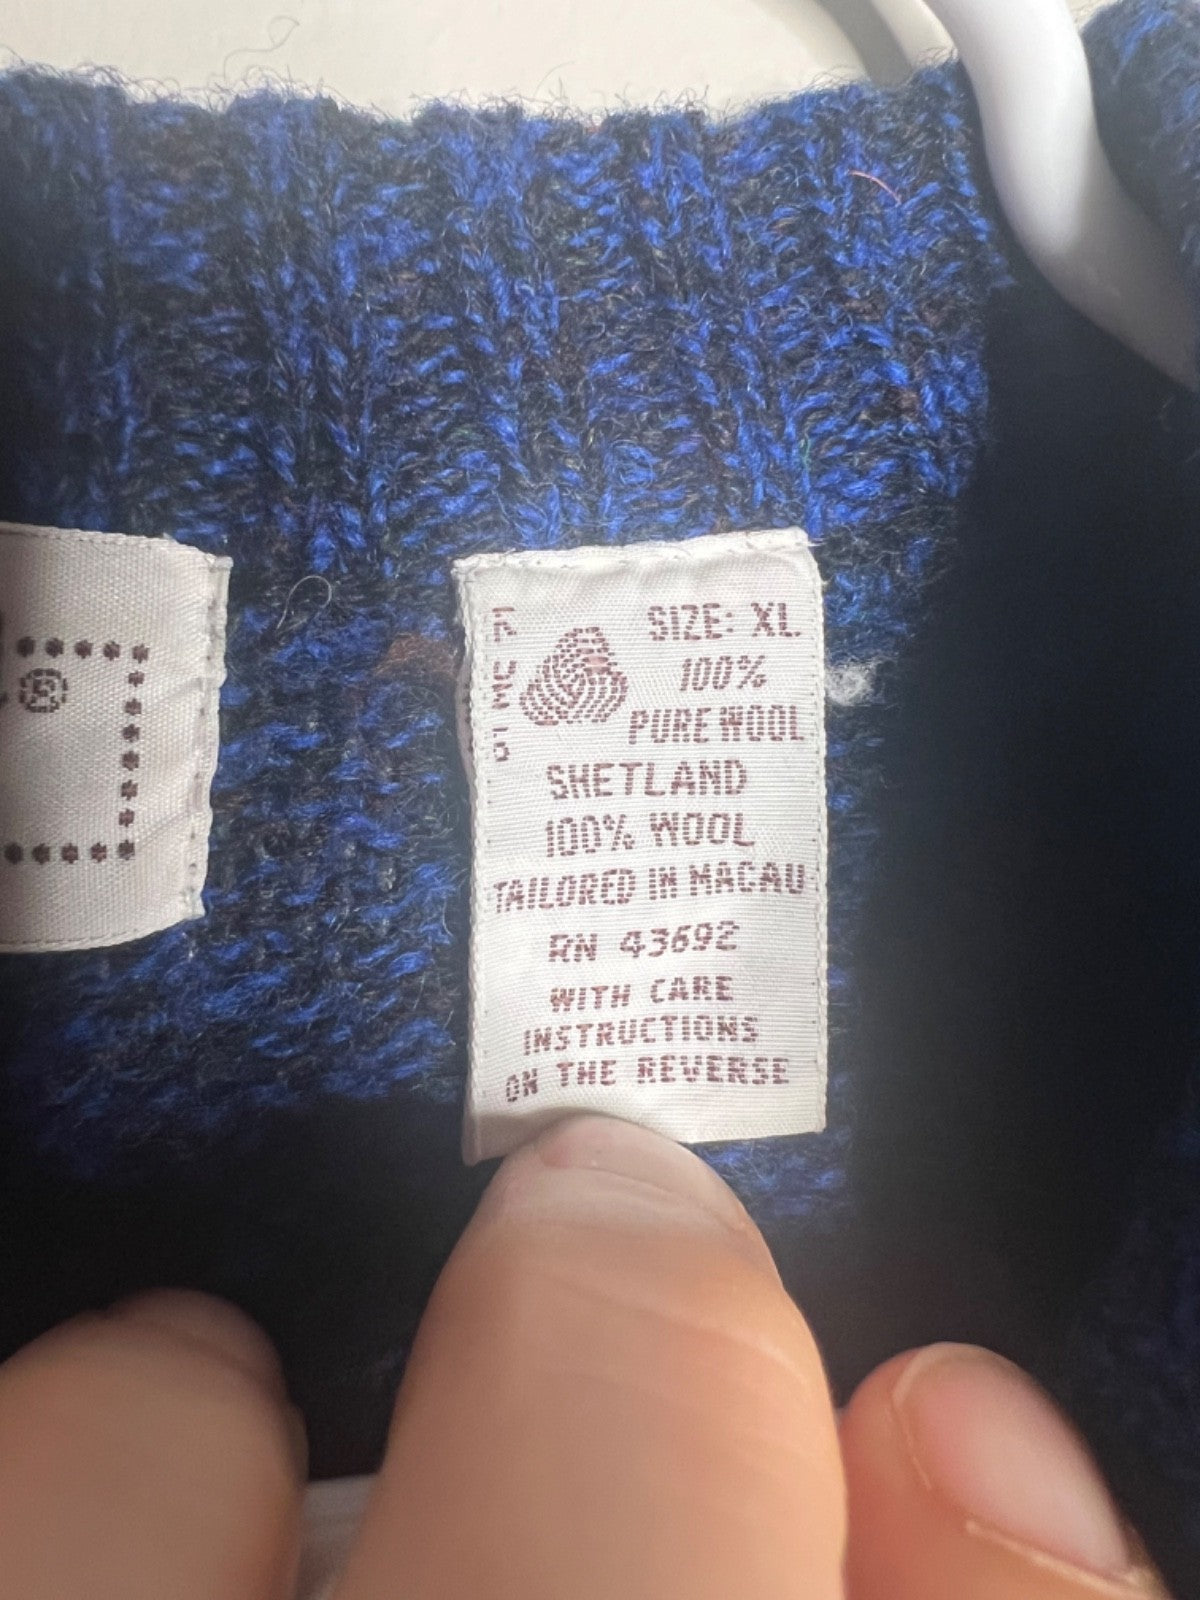 SIZE: XL
100%
PURE WOOL
SHETLAND
100% WOOL
TAILORED IN MACAU
RN 43692
WITH CARE
INSTRUCTIONS
ON THE REVERSE
®